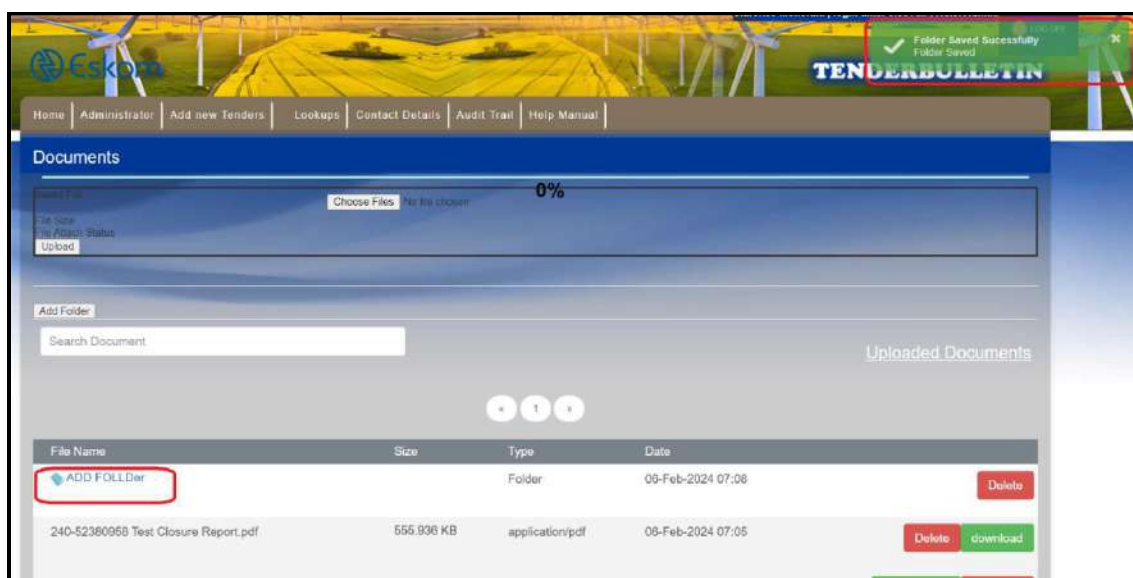 Eskom
Folder Saved Sucessfully
Folder Saved
TENDERBULLETIN
Home Administrator Add new Tenders Lookups Contact Details Audit Trail Help Manual
Documents
0%
Choose Files No file chosen
File Size
File Attach Status
Upload
Add Folder
Search Document
Uploaded Documents
« 1 »
File Name Size Type Date
ADD FOLLDer Folder 06-Feb-2024 07:08 Delete
240-52380958 Test Closure Report.pdf 555.936 KB application/pdf 06-Feb-2024 07:05 Delete download